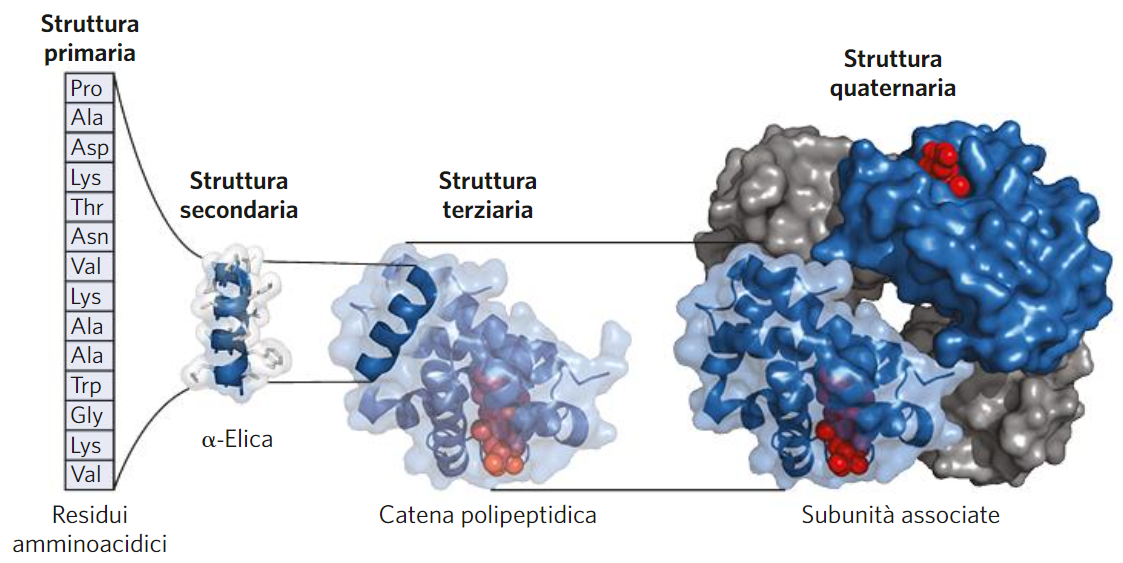 Struttura
primaria
Pro
Ala
Asp
Lys
Thr
Asn
Val
Lys
Ala
Ala
Trp
Gly
Lys
Val
Residui
amminoacidici
Struttura
secondaria
α-Elica
Struttura
terziaria
Catena polipeptidica
Struttura
quaternaria
Subunità associate